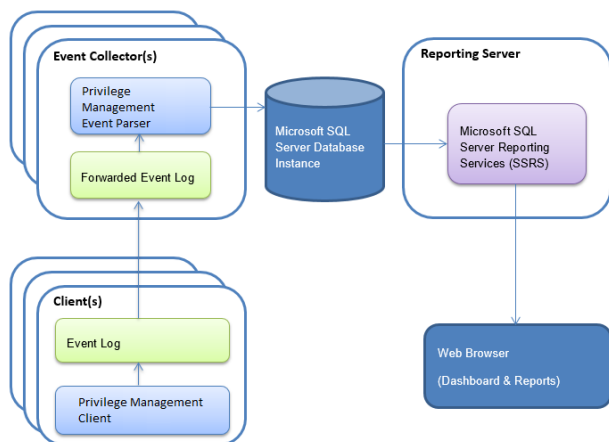 Event Collector(s)
Privilege
Management
Event Parser
Forwarded Event Log
Microsoft SQL
Server Database
Instance
Reporting Server
Microsoft SQL
Server Reporting
Services (SSRS)
Client(s)
Event Log
Privilege Management
Client
Web Browser
(Dashboard & Reports)